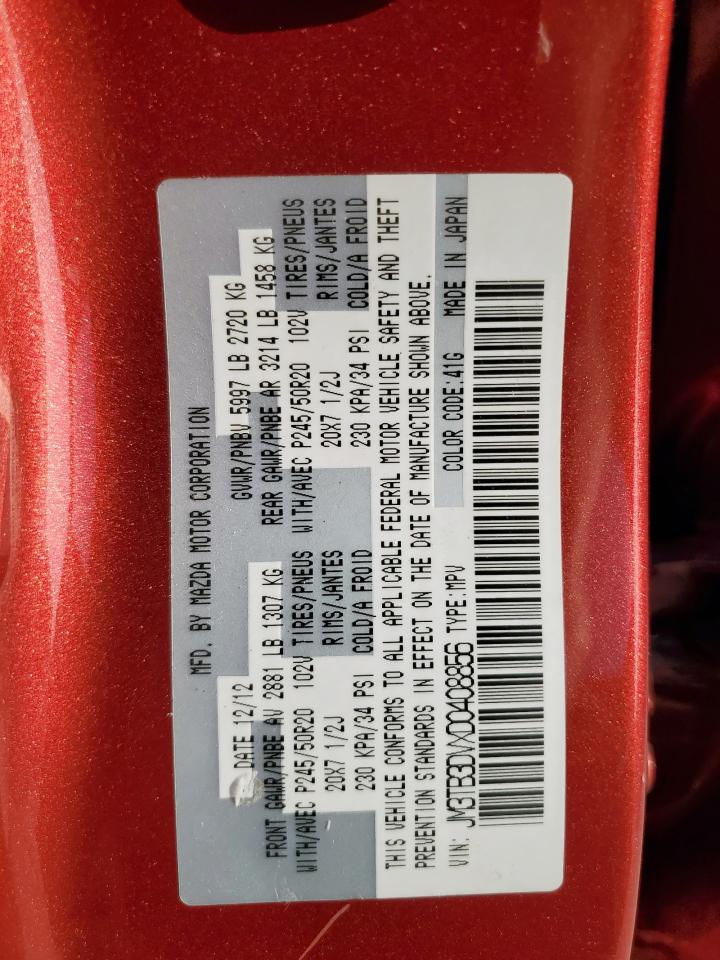 MFD. BY MAZDA MOTOR CORPORATION
DATE 12/12 GVWR/PNBV 5997 LB 2720 KG
FRONT GAWR/PNBE AV 2881 LB 1307 KG REAR GAWR/PNBE AR 3214 LB 1458 KG
WITH/AVEC P245/50R20 102V TIRES/PNEUS WITH/AVEC P245/50R20 102V TIRES/PNEUS
20X7 1/2J RIMS/JANTES 20X7 1/2J RIMS/JANTES
230 KPA/34 PSI COLD/A FROID 230 KPA/34 PSI COLD/A FROID
THIS VEHICLE CONFORMS TO ALL APPLICABLE FEDERAL MOTOR VEHICLE SAFETY AND THEFT
PREVENTION STANDARDS IN EFFECT ON THE DATE OF MANUFACTURE SHOWN ABOVE.
VIN: JM3TB3DVXD0408856 TYPE:MPV COLOR CODE:41G MADE IN JAPAN